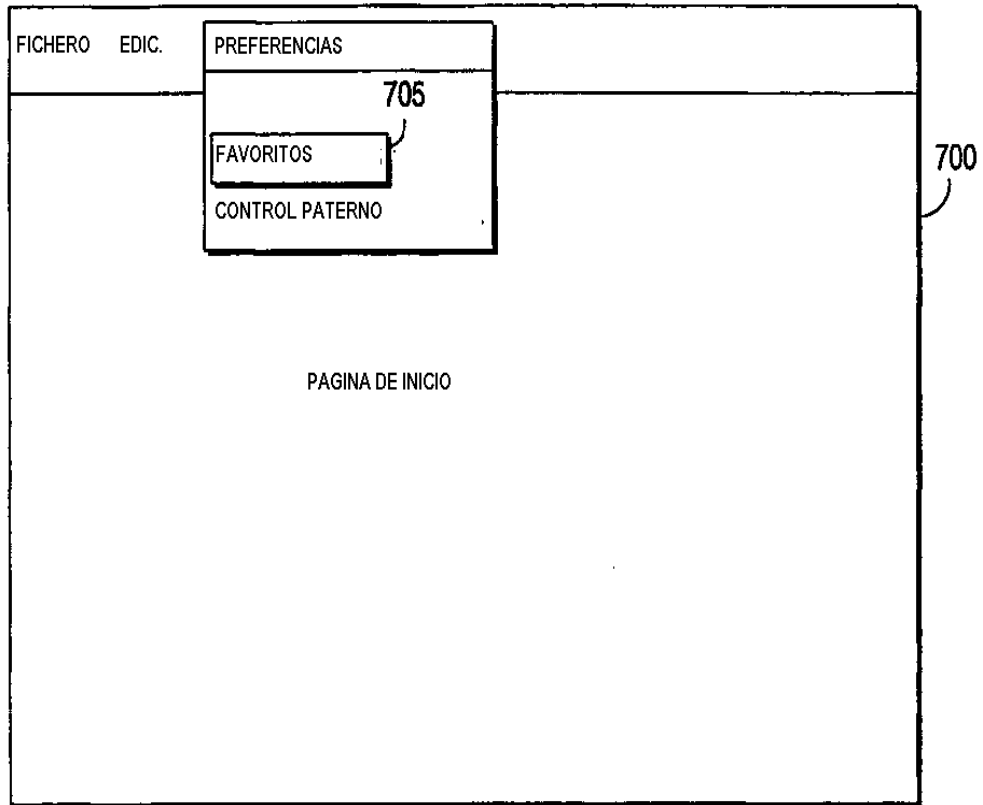 FICHERO EDIC. PREFERENCIAS
705
FAVORITOS
700
CONTROL PATERNO
PAGINA DE INICIO